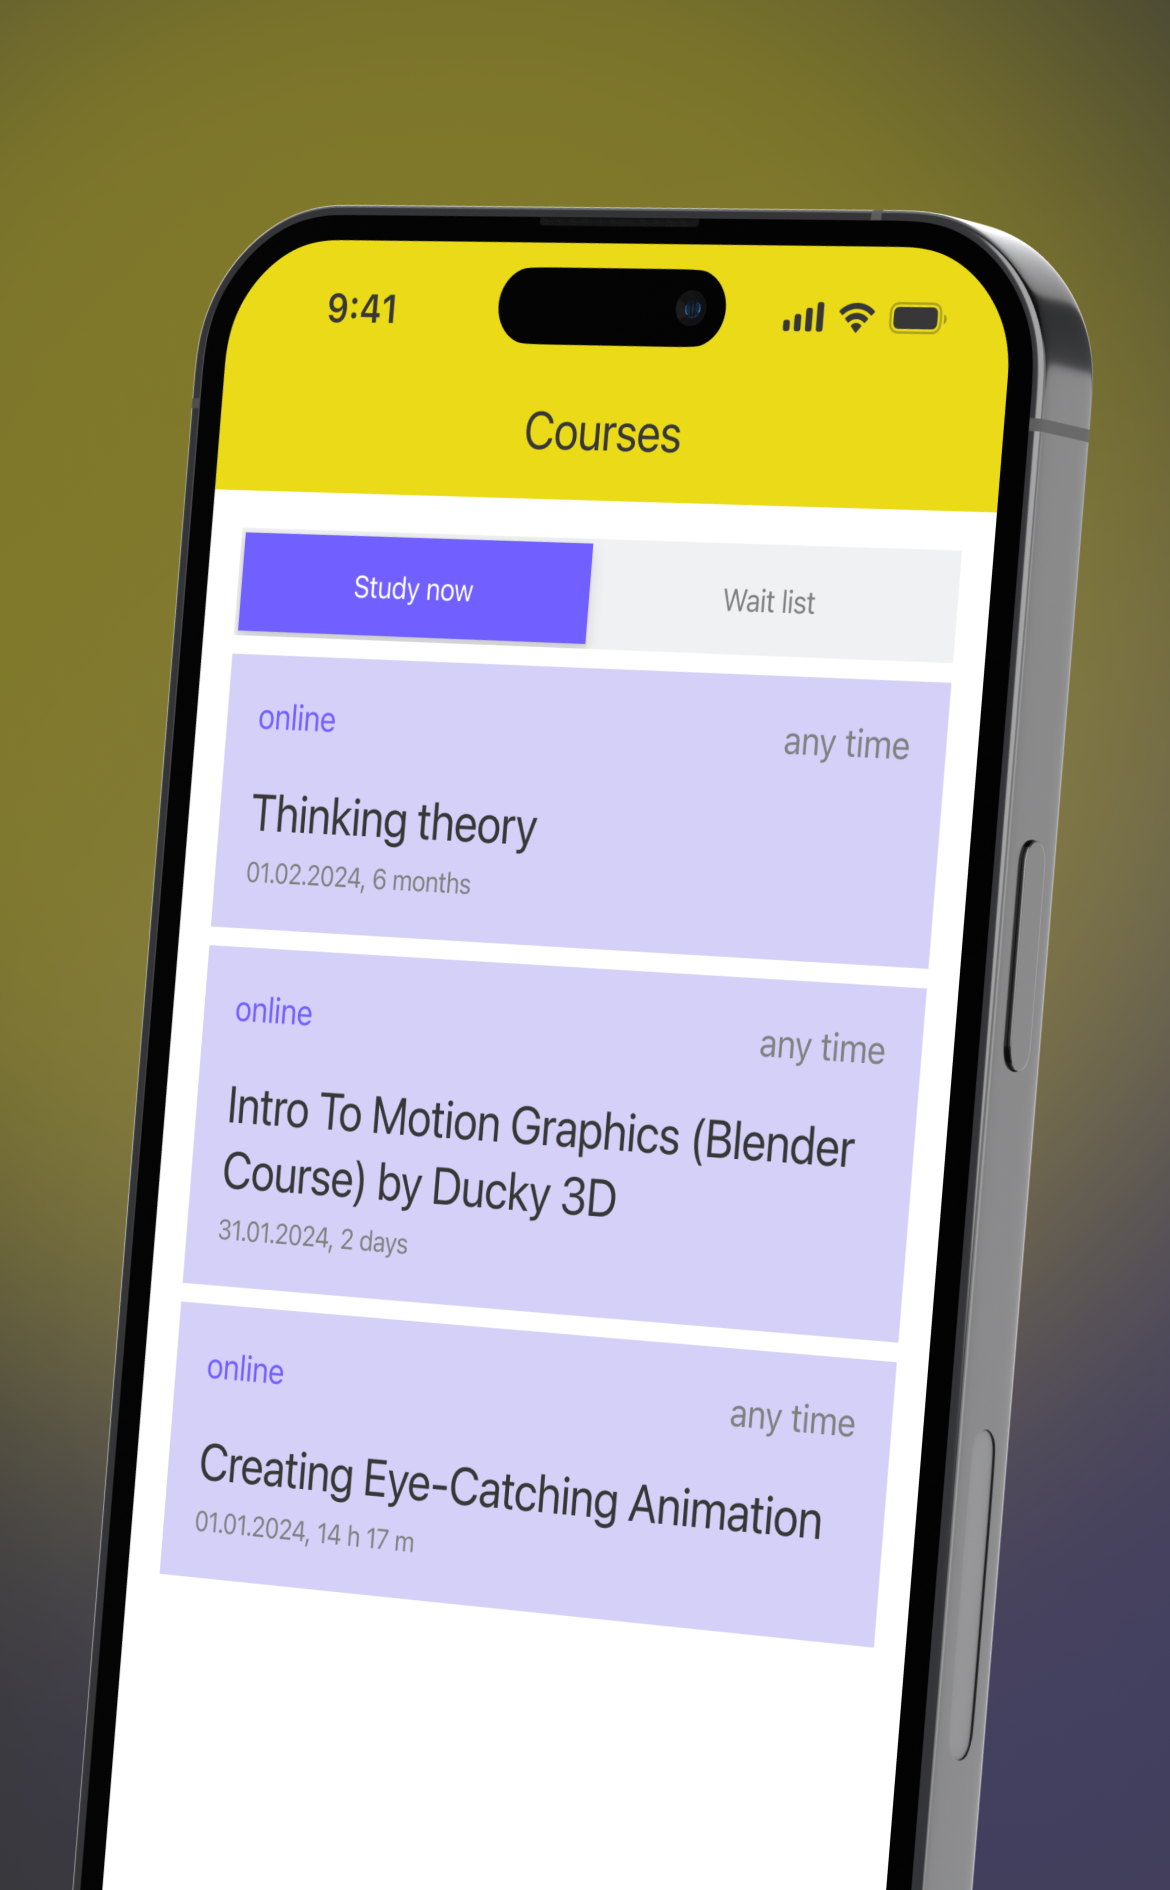 9:41
Courses
Study now
Wait list
online
any time
Thinking theory
01.02.2024, 6 months
online
any time
Intro To Motion Graphics (Blender
Course) by Ducky 3D
31.01.2024, 2 days
online
any time
Creating Eye-Catching Animation
01.01.2024, 14 h 17 m